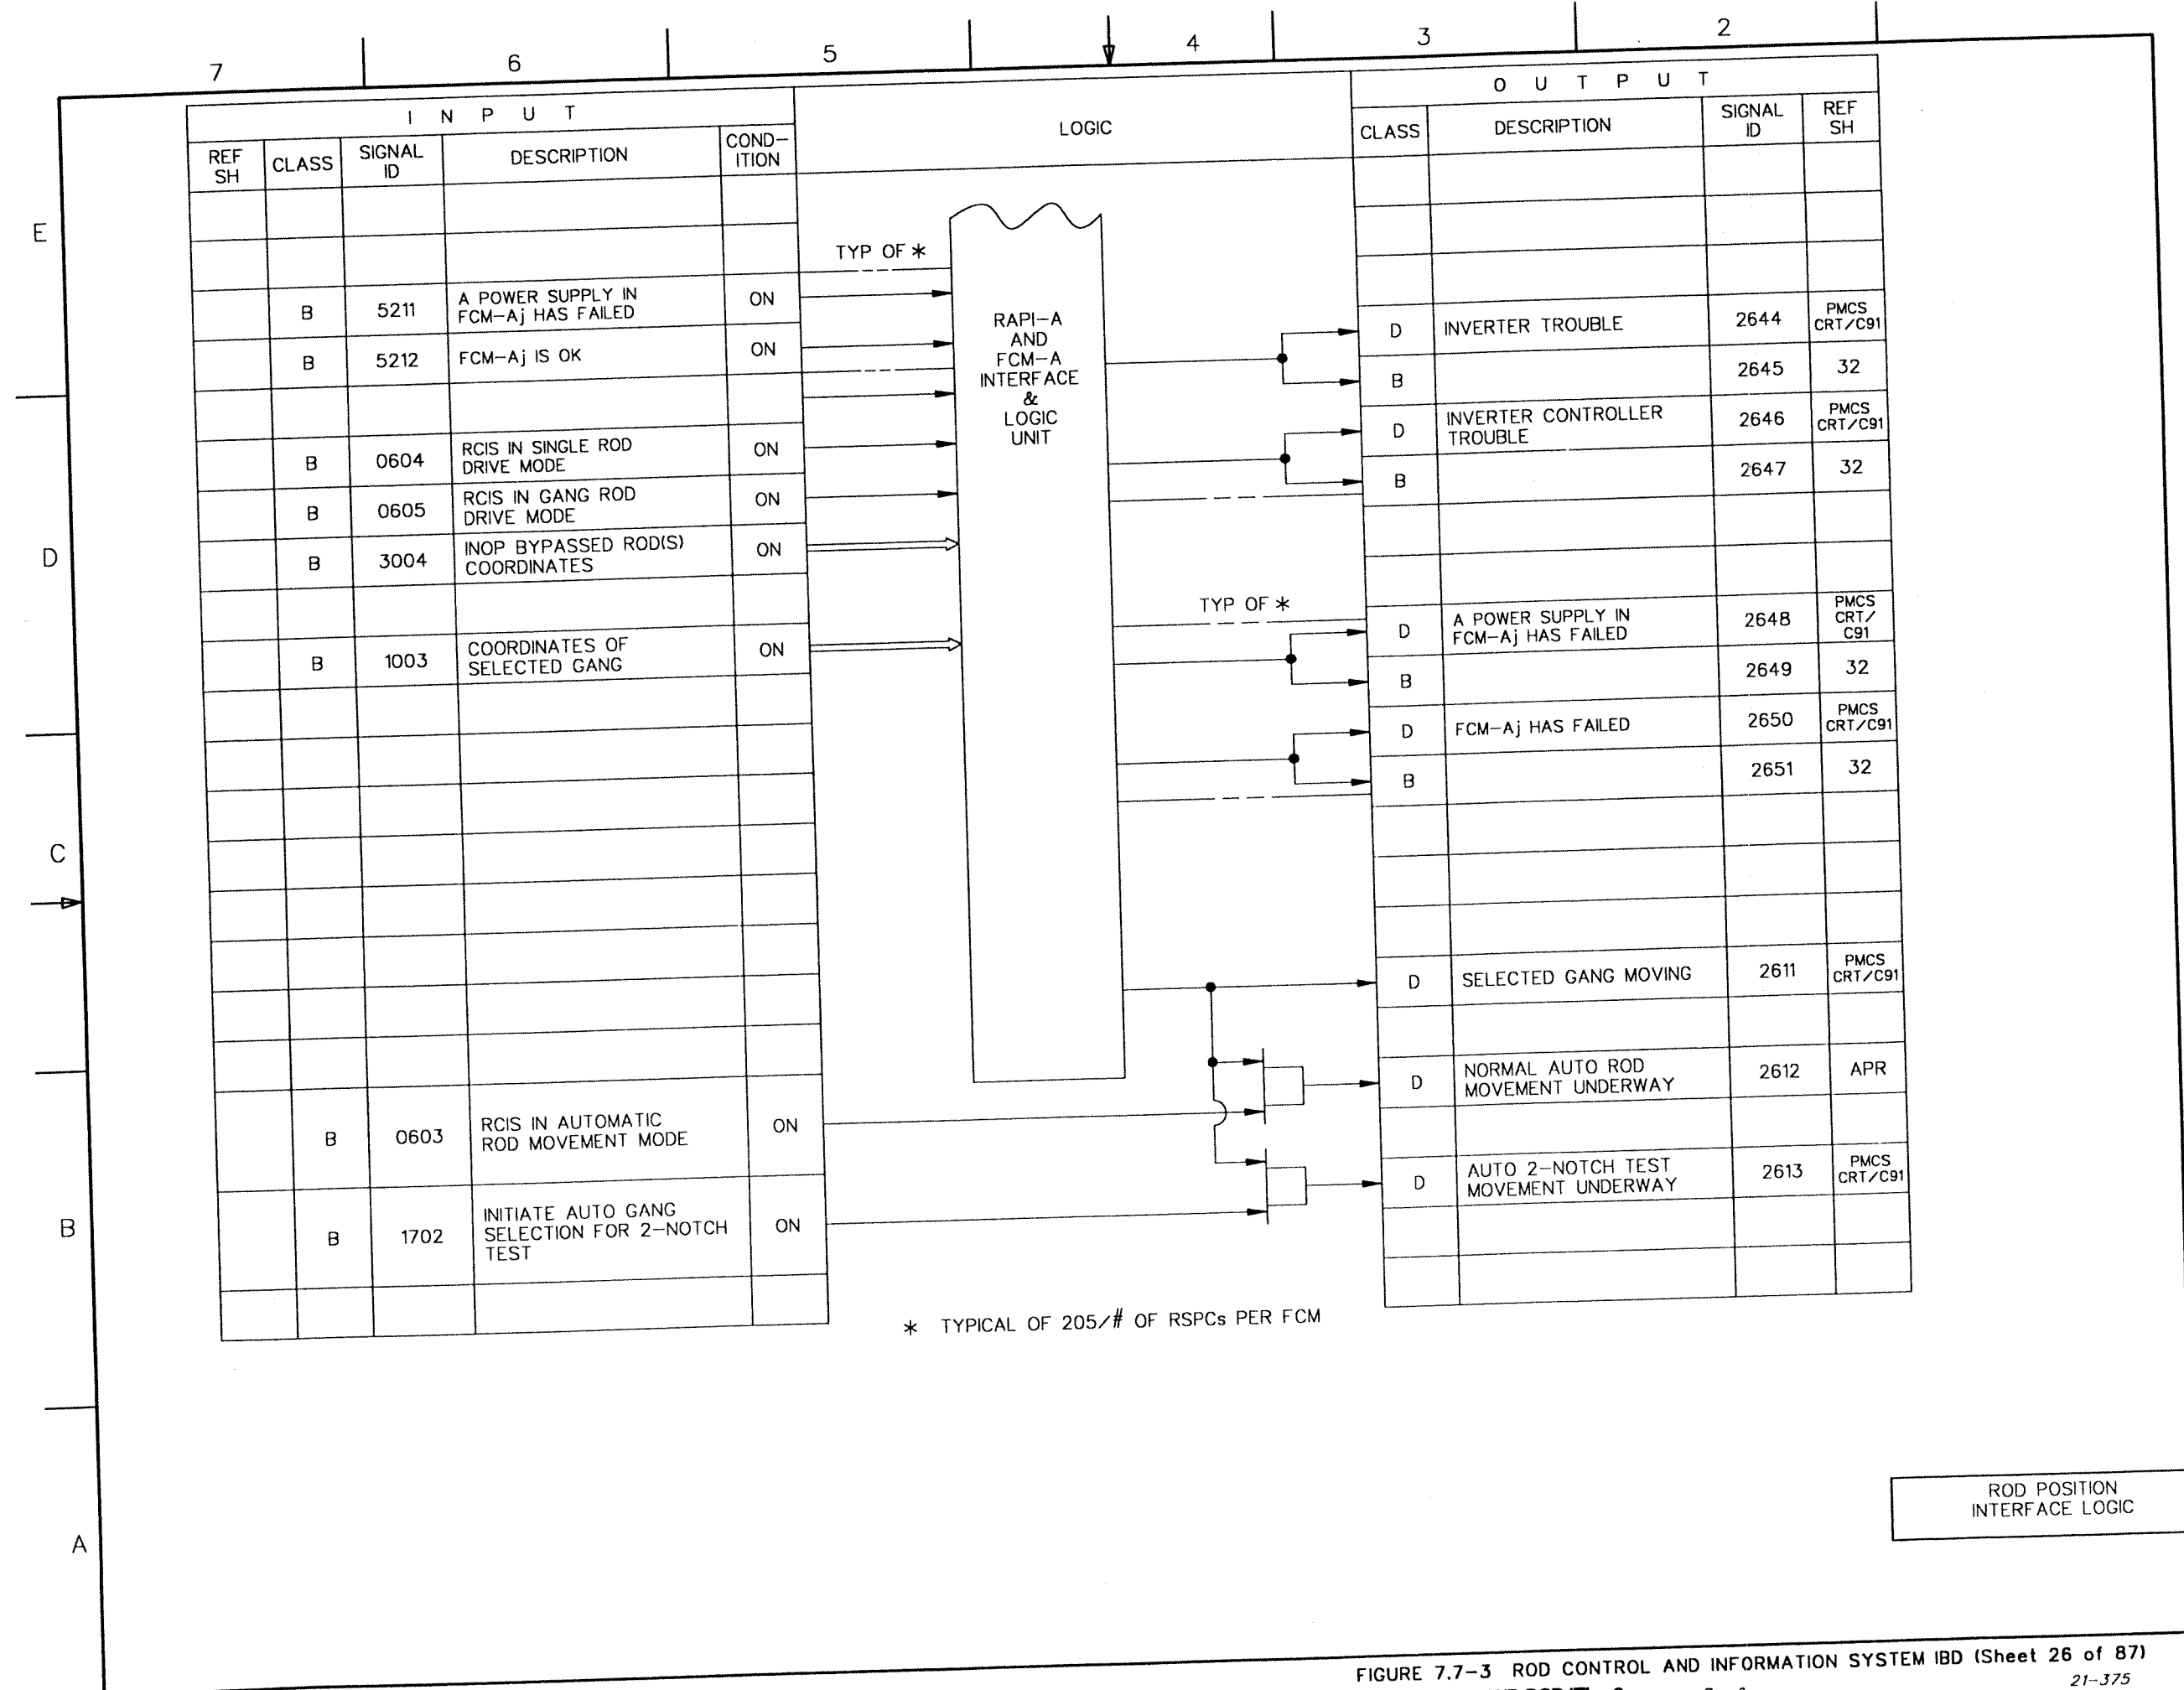 7 6 5 4 3 2
I N P U T
LOGIC
O U T P U T
REF SH CLASS SIGNAL ID DESCRIPTION COND-ITION
CLASS DESCRIPTION SIGNAL ID REF SH
E
D
C
B
A
TYP OF *
B 5211 A POWER SUPPLY IN FCM-Aj HAS FAILED ON
B 5212 FCM-Aj IS OK ON
B 0604 RCIS IN SINGLE ROD DRIVE MODE ON
B 0605 RCIS IN GANG ROD DRIVE MODE ON
B 3004 INOP BYPASSED ROD(S) COORDINATES ON
B 1003 COORDINATES OF SELECTED GANG ON
B 0603 RCIS IN AUTOMATIC ROD MOVEMENT MODE ON
B 1702 INITIATE AUTO GANG SELECTION FOR 2-NOTCH TEST ON
RAPI-A
AND
FCM-A
INTERFACE
&
LOGIC
UNIT
TYP OF *
D INVERTER TROUBLE 2644 PMCS CRT/C91
B 2645 32
D INVERTER CONTROLLER TROUBLE 2646 PMCS CRT/C91
B 2647 32
D A POWER SUPPLY IN FCM-Aj HAS FAILED 2648 PMCS CRT/ C91
B 2649 32
D FCM-Aj HAS FAILED 2650 PMCS CRT/C91
B 2651 32
D SELECTED GANG MOVING 2611 PMCS CRT/C91
D NORMAL AUTO ROD MOVEMENT UNDERWAY 2612 APR
D AUTO 2-NOTCH TEST MOVEMENT UNDERWAY 2613 PMCS CRT/C91
* TYPICAL OF 205/# OF RSPCs PER FCM
ROD POSITION
INTERFACE LOGIC
FIGURE 7.7-3 ROD CONTROL AND INFORMATION SYSTEM IBD (Sheet 26 of 87)
21-375